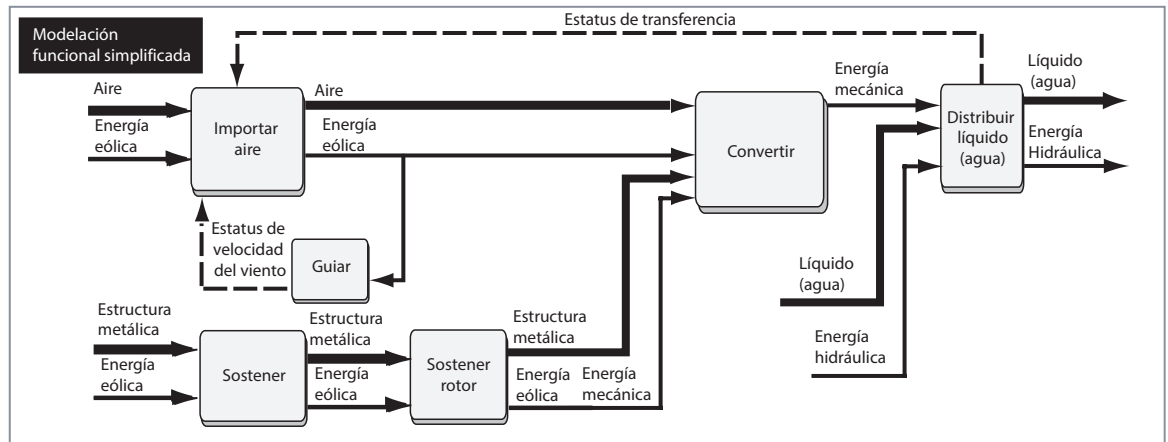 Estatus de transferencia
Modelación
funcional simplificada
Aire
Energía
eólica
Importar
aire
Aire
Energía
eólica
Convertir
Energía
mecánica
Distribuir
líquido
(agua)
Líquido
(agua)
Energía
Hidráulica
Estatus de
velocidad
del viento
Guiar
Líquido
(agua)
Energía
hidráulica
Estructura
metálica
Energía
eólica
Sostener
Estructura
metálica
Energía
eólica
Sostener
rotor
Estructura
metálica
Energía
eólica
Energía
mecánica